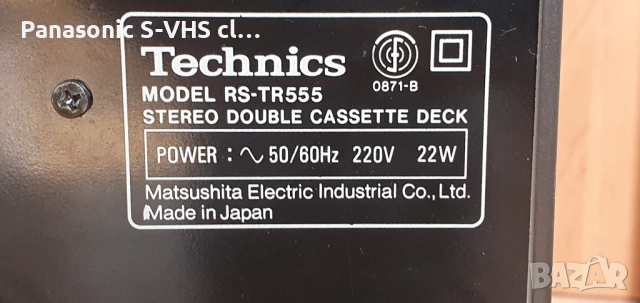 Panasonic S-VHS cl...
Technics
0871-B
MODEL RS-TR555
STEREO DOUBLE CASSETTE DECK
POWER : ∿ 50/60Hz 220V 22W
Matsushita Electric Industrial Co., Ltd.
Made in Japan
BAZAR